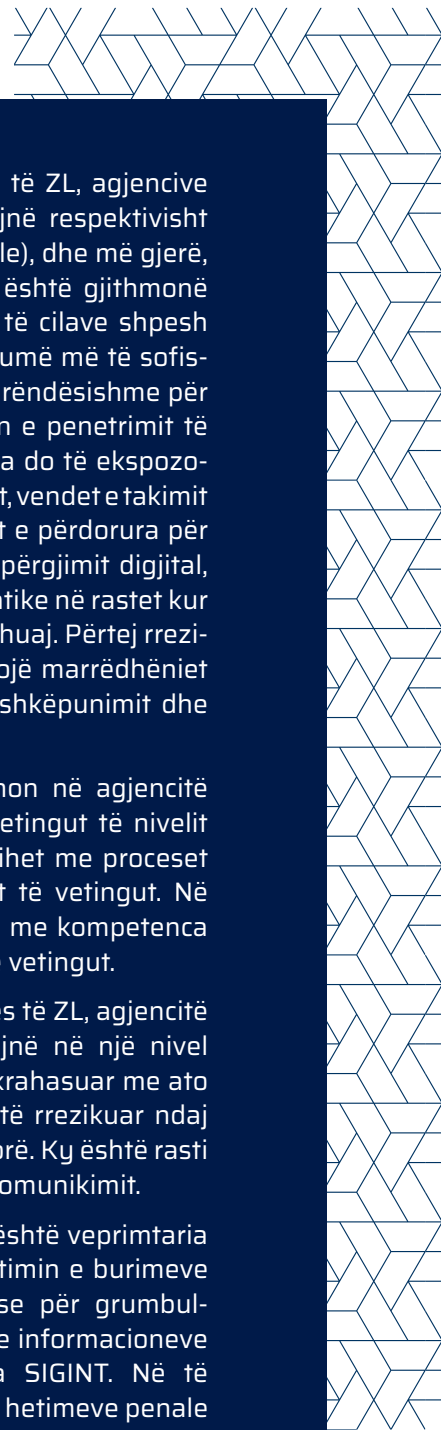 të ZL, agjencive
jnë respektivisht
le), dhe më gjerë,
është gjithmonë
të cilave shpesh
umë më të sofis-
rëndësishme për
n e penetrimit të
a do të ekspozo-
t, vendet e takimit
t e përdorura për
përgjimit digjital,
tike në rastet kur
huaj. Përtej rrezi-
ojë marrëdhëniet
shkëpunimit dhe
non në agjencitë
etingut të nivelit
ihet me proceset
t të vetingut. Në
me kompetenca
vetingut.
s të ZL, agjencitë
jnë në një nivel
krahasuar me ato
të rrezikuar ndaj
orë. Ky është rasti
omunikimit.
është veprimtaria
timin e burimeve
se për grumbul-
e informacioneve
a SIGINT. Në të
hetimeve penale